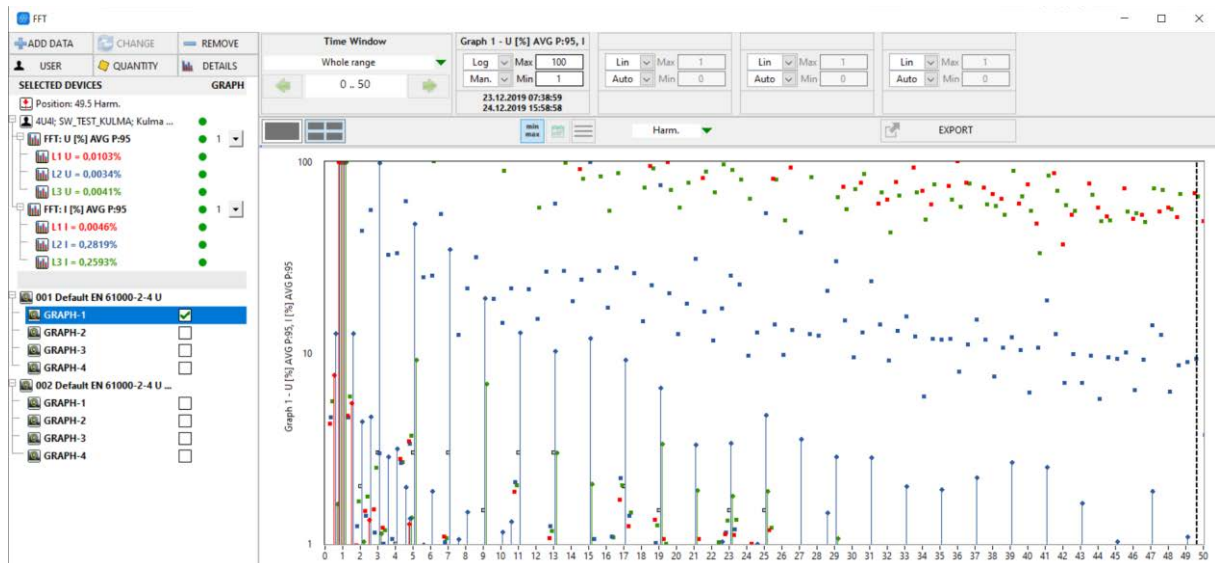 FFT
ADD DATA CHANGE REMOVE
USER QUANTITY DETAILS
SELECTED DEVICES GRAPH
Position: 49.5 Harm.
4U4I; SW_TEST_KULMA; Kulma ...
FFT: U [%] AVG P:95 1
L1 U = 0,0103%
L2 U = 0,0034%
L3 U = 0,0041%
FFT: I [%] AVG P:95 1
L1 I = 0,0046%
L2 I = 0,2819%
L3 I = 0,2593%
001 Default EN 61000-2-4 U
GRAPH-1
GRAPH-2
GRAPH-3
GRAPH-4
002 Default EN 61000-2-4 U ...
GRAPH-1
GRAPH-2
GRAPH-3
GRAPH-4
Time Window
Whole range
0 .. 50
Graph 1 - U [%] AVG P:95, I
Log Max 100
Man. Min 1
23.12.2019 07:38:59
24.12.2019 15:58:58
Lin Max 1
Auto Min 0
Lin Max 1
Auto Min 0
Lin Max 1
Auto Min 0
min
max
Harm.
EXPORT
Graph 1 - U [%] AVG P:95, I [%] AVG P:95
100
10
1
0 1 2 3 4 5 6 7 8 9 10 11 12 13 14 15 16 17 18 19 20 21 22 23 24 25 26 27 28 29 30 31 32 33 34 35 36 37 38 39 40 41 42 43 44 45 46 47 48 49 50